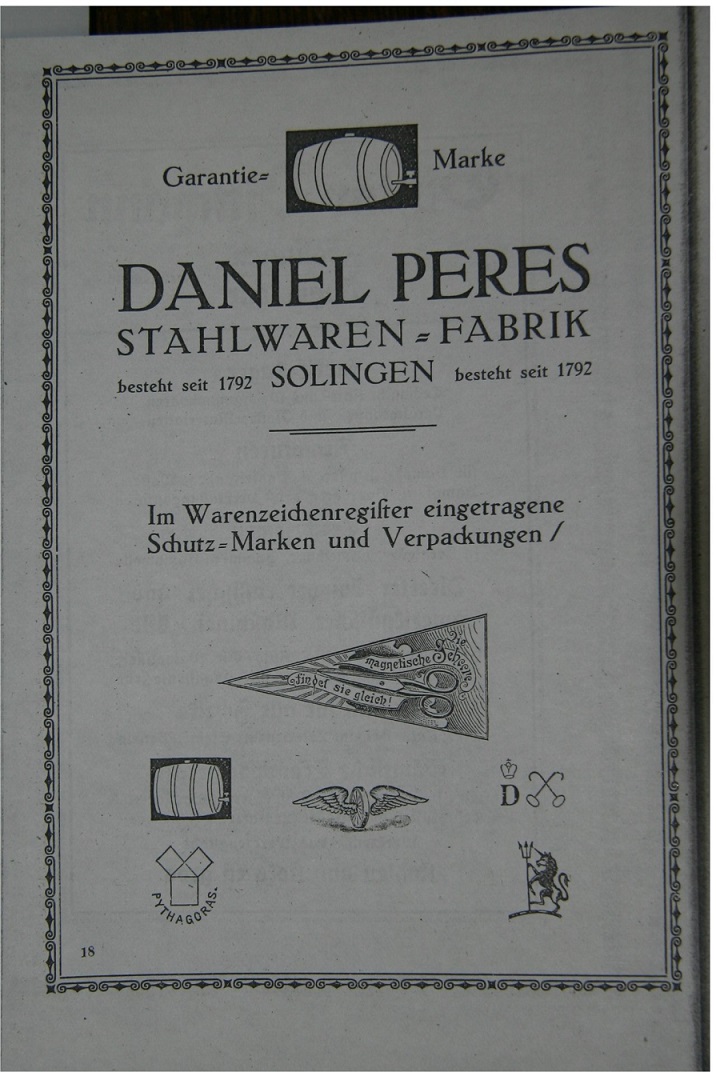 Garantie= Marke
DANIEL PERES
STAHLWAREN=FABRIK
besteht seit 1792 SOLINGEN besteht seit 1792
Im Warenzeichenregiſter eingetragene
Schutz=Marken und Verpackungen /
Die
magnetische Scheere
findet sie gleich!
D
PYTHAGORAS.
18